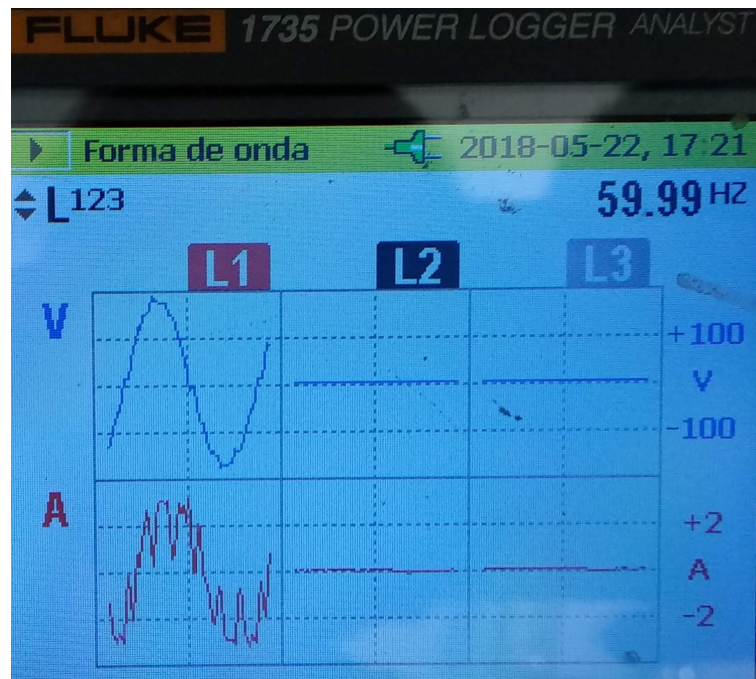 FLUKE 1735 POWER LOGGER ANALYST
Forma de onda 2018-05-22, 17:21
L123 59.99 HZ
L1 L2 L3
V
+100
V
-100
A
+2
A
-2